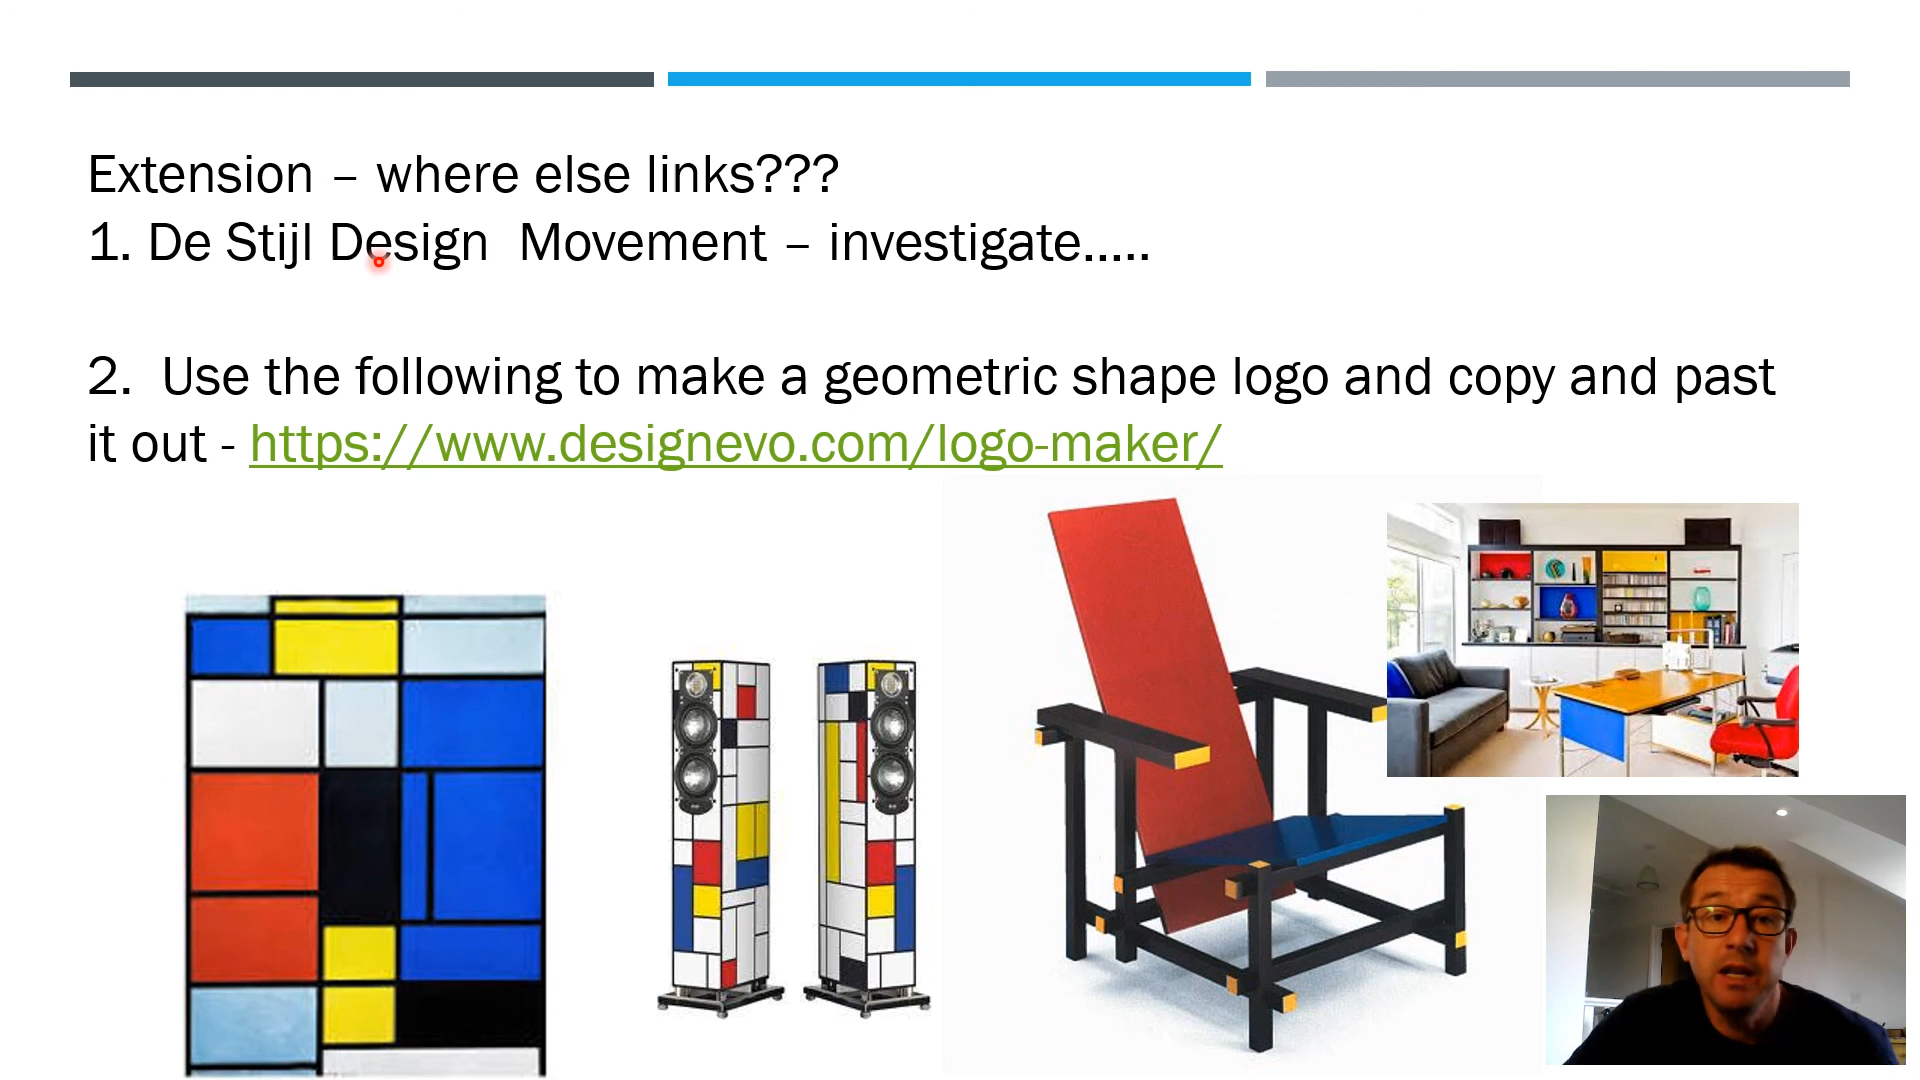 Extension – where else links???
1. De Stijl Design  Movement – investigate…..
2.  Use the following to make a geometric shape logo and copy and past
it out - https://www.designevo.com/logo-maker/